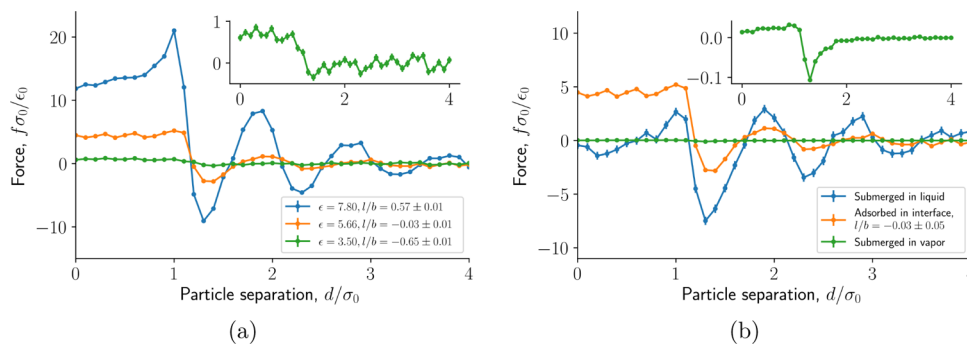 20
10
0
−10
Force, fσ₀/ϵ₀
0
1
2
3
4
Particle separation, d/σ₀
1
0
0
2
4
ϵ = 7.80, l/b = 0.57 ± 0.01
ϵ = 5.66, l/b = −0.03 ± 0.01
ϵ = 3.50, l/b = −0.65 ± 0.01
(a)
10
5
0
−5
−10
Force, fσ₀/ϵ₀
0
1
2
3
4
Particle separation, d/σ₀
0.0
−0.1
0
2
4
Submerged in liquid
Adsorbed in interface,
l/b = −0.03 ± 0.05
Submerged in vapor
(b)